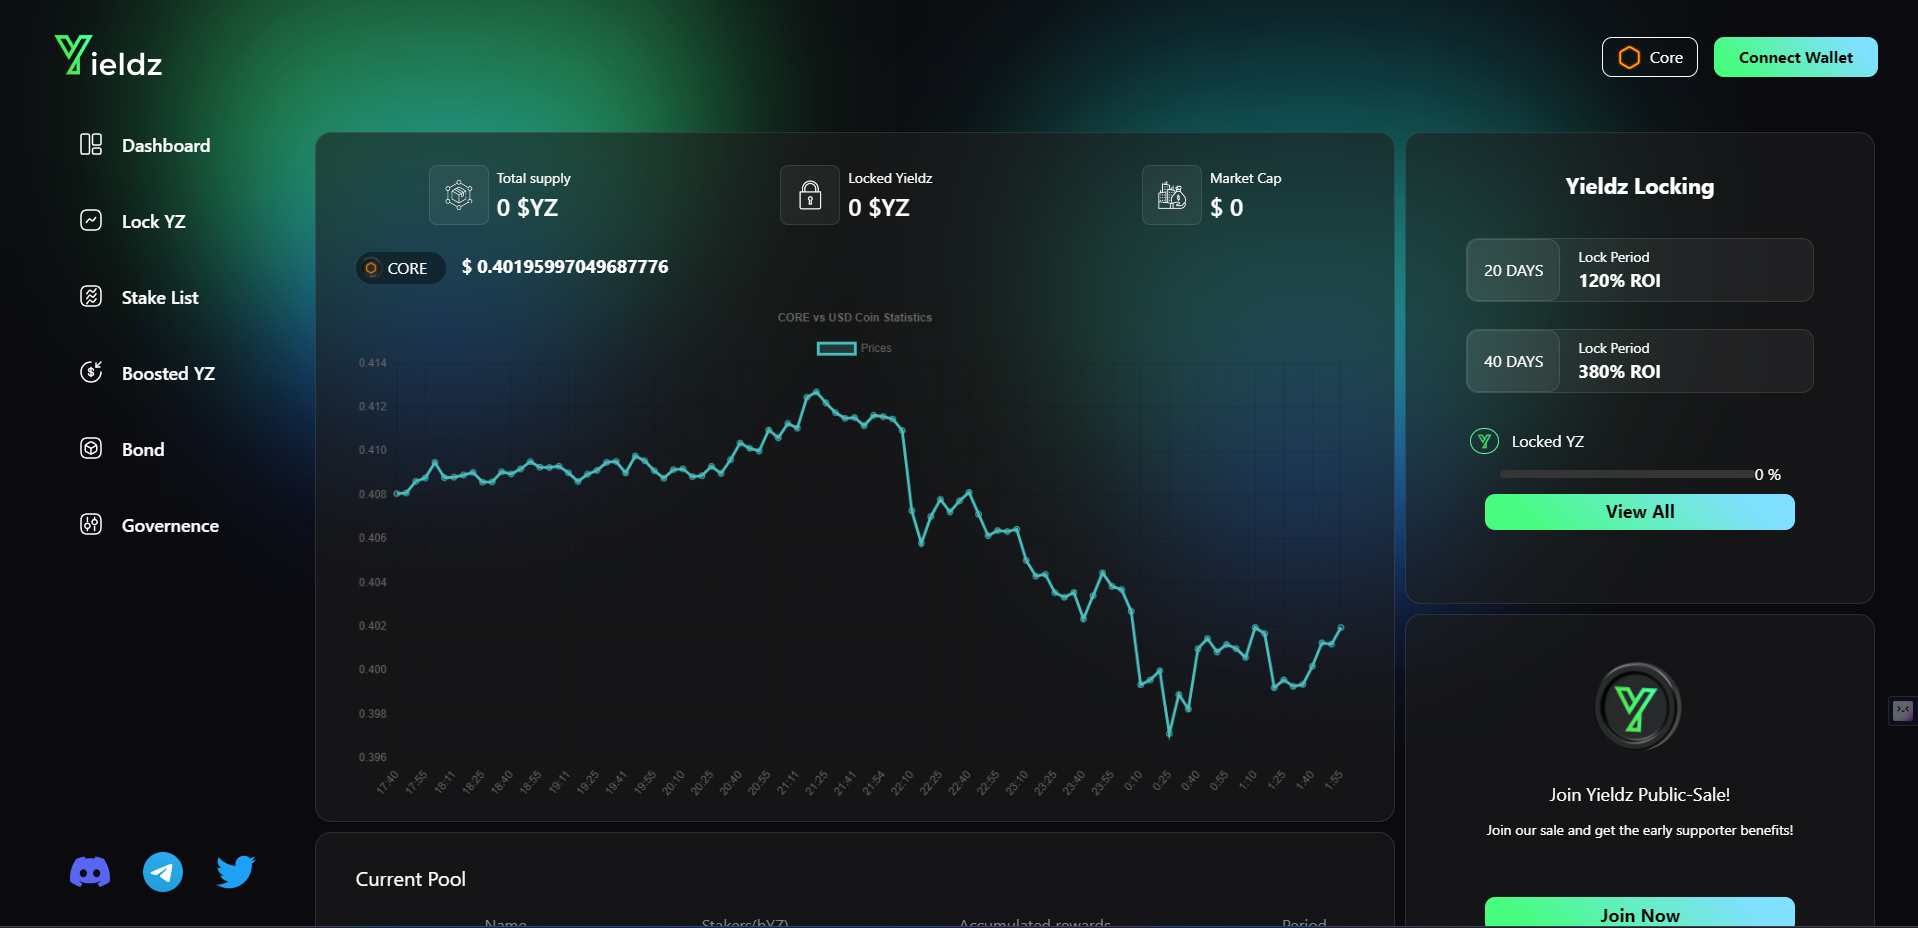 Yieldz
Core
Connect Wallet
Dashboard
Lock YZ
Stake List
Boosted YZ
Bond
Governence
Total supply
0 $YZ
Locked Yieldz
0 $YZ
Market Cap
$ 0
CORE
$ 0.40195997049687776
CORE vs USD Coin Statistics
Prices
0.414
0.412
0.410
0.408
0.406
0.404
0.402
0.400
0.398
0.396
17:40
17:55
18:11
18:25
18:40
18:55
19:11
19:25
19:41
19:55
20:10
20:25
20:40
20:55
21:11
21:25
21:41
21:54
22:10
22:25
22:40
22:55
23:10
23:25
23:40
23:55
0:10
0:25
0:40
0:55
1:10
1:25
1:40
1:55
Yieldz Locking
20 DAYS
Lock Period
120% ROI
40 DAYS
Lock Period
380% ROI
Locked YZ
0 %
View All
Join Yieldz Public-Sale!
Join our sale and get the early supporter benefits!
Join Now
Current Pool
Name
Stakers(bYZ)
Accumulated rewards
Period